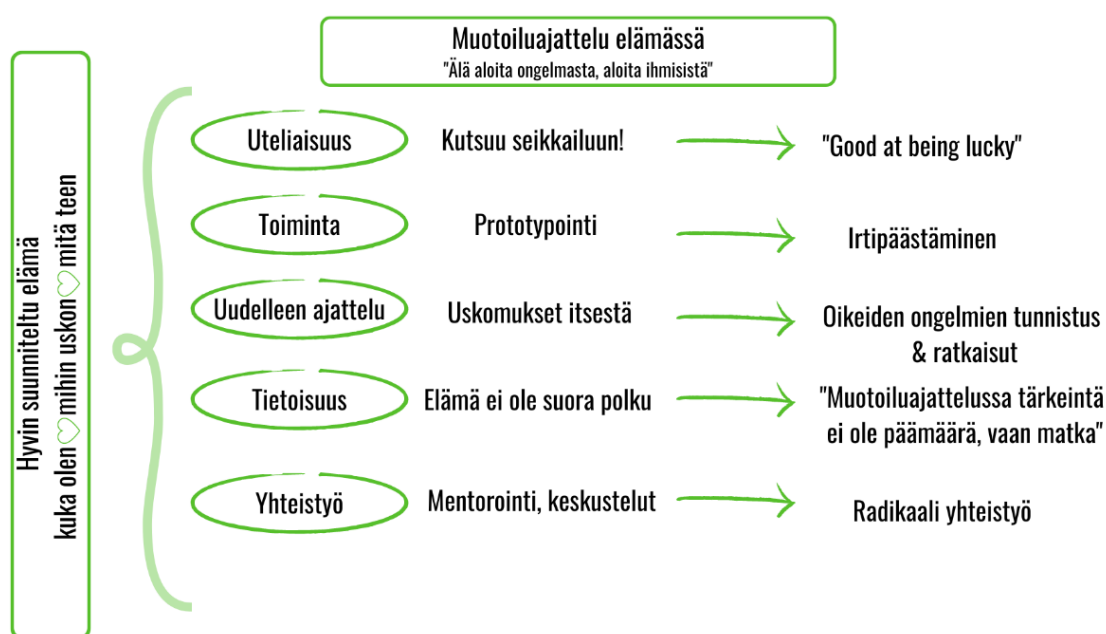 Muotoiluajattelu elämässä
"Älä aloita ongelmasta, aloita ihmisistä"
Hyvin suunniteltu elämä
kuka olen♡mihin uskon♡mitä teen
Uteliaisuus Kutsuu seikkailuun! "Good at being lucky"
Toiminta Prototypointi Irtipäästäminen
Uudelleen ajattelu Uskomukset itsestä Oikeiden ongelmien tunnistus
& ratkaisut
Tietoisuus Elämä ei ole suora polku "Muotoiluajattelussa tärkeintä
ei ole päämäärä, vaan matka"
Yhteistyö Mentorointi, keskustelut Radikaali yhteistyö